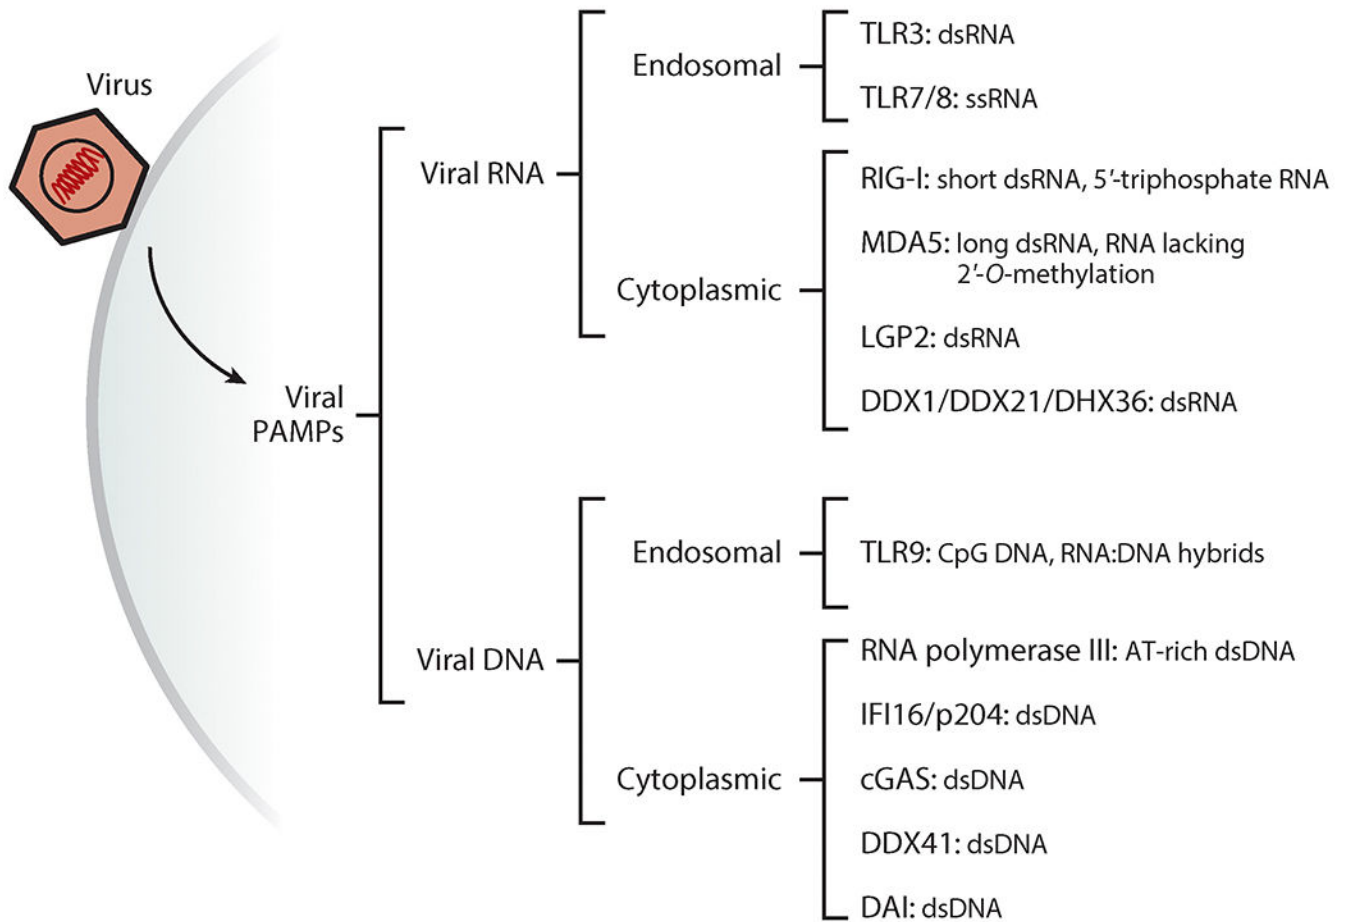 Virus
Viral
PAMPs
Viral RNA
Endosomal
TLR3: dsRNA
TLR7/8: ssRNA
Cytoplasmic
RIG-I: short dsRNA, 5′-triphosphate RNA
MDA5: long dsRNA, RNA lacking
2′-O-methylation
LGP2: dsRNA
DDX1/DDX21/DHX36: dsRNA
Viral DNA
Endosomal
TLR9: CpG DNA, RNA:DNA hybrids
Cytoplasmic
RNA polymerase III: AT-rich dsDNA
IFI16/p204: dsDNA
cGAS: dsDNA
DDX41: dsDNA
DAI: dsDNA